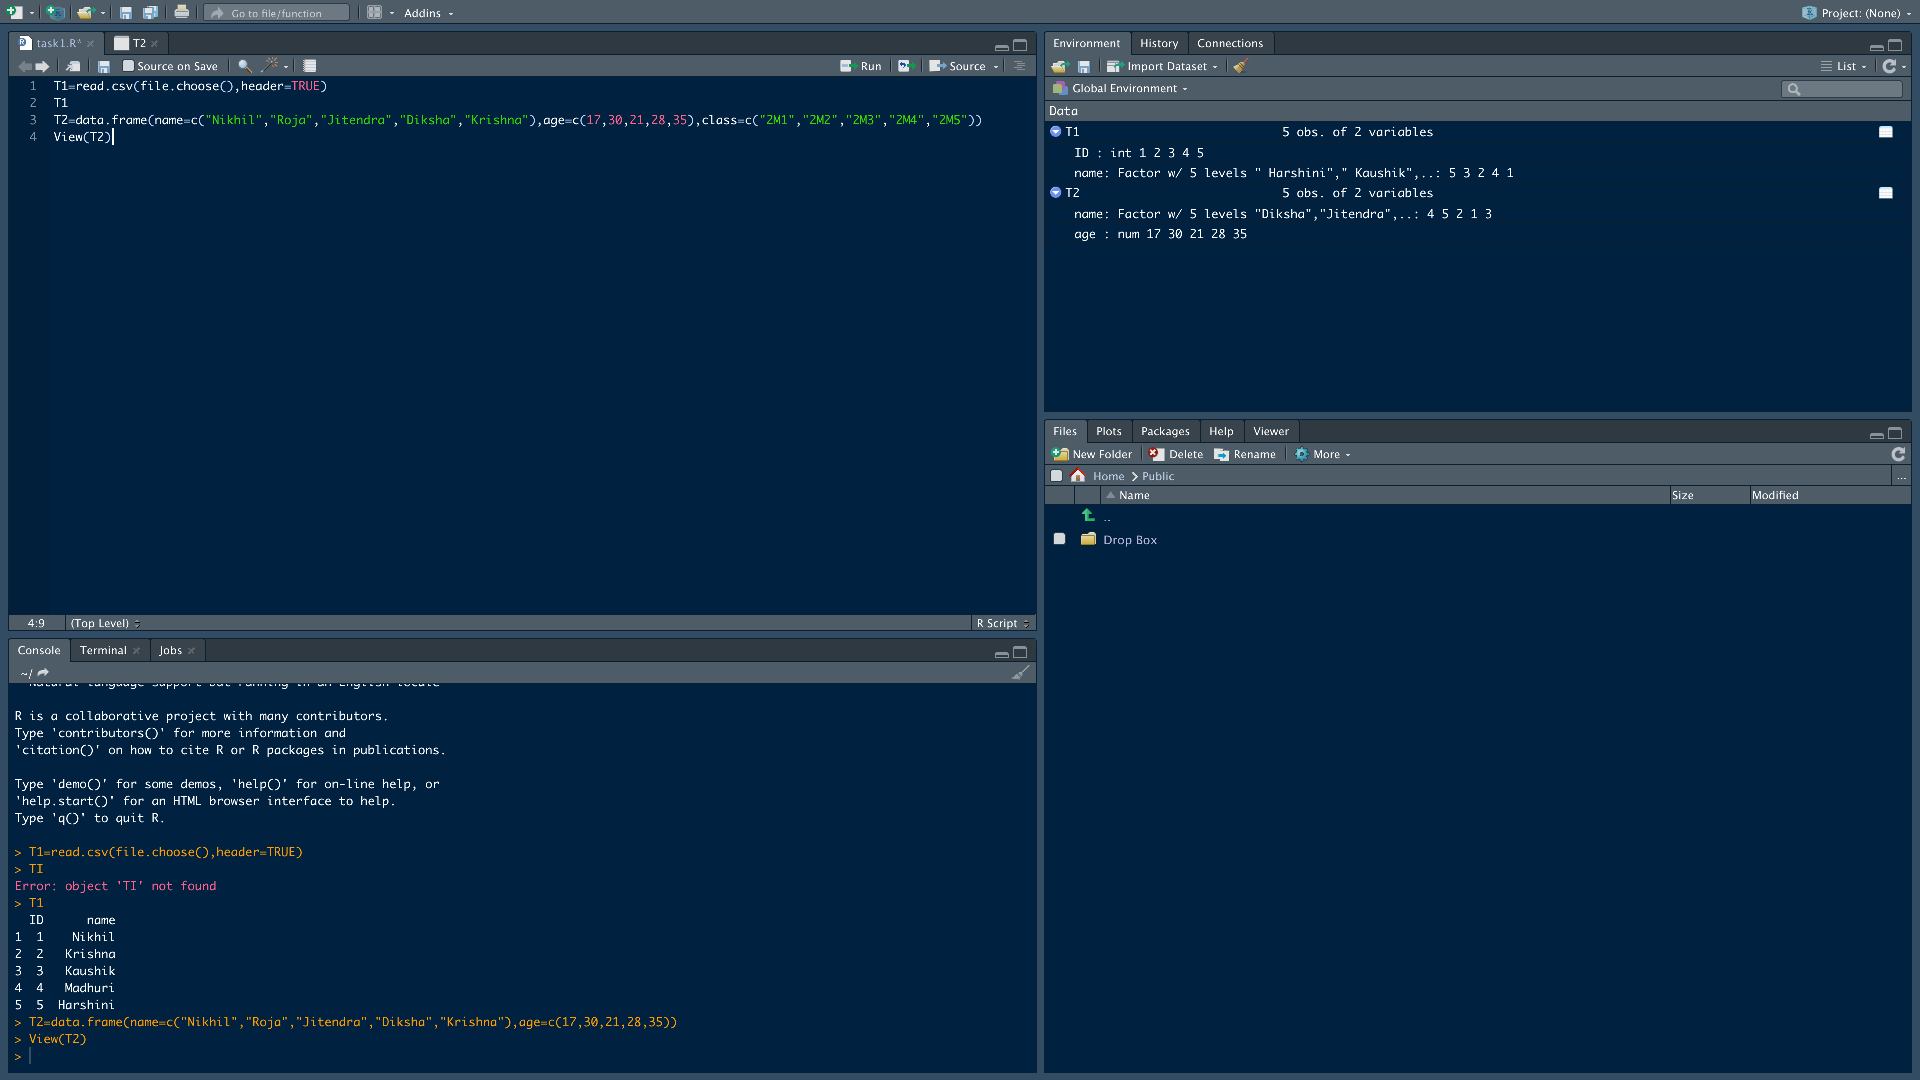 Go to file/function
Addins
Project: (None)
task1.R*
T2
Source on Save
Run
Source
1 T1=read.csv(file.choose(),header=TRUE)
2 T1
3 T2=data.frame(name=c("Nikhil","Roja","Jitendra","Diksha","Krishna"),age=c(17,30,21,28,35),class=c("2M1","2M2","2M3","2M4","2M5"))
4 View(T2)
4:9 (Top Level)
R Script
Console Terminal Jobs
~/
Natural language support but running in an English locale
R is a collaborative project with many contributors.
Type 'contributors()' for more information and
'citation()' on how to cite R or R packages in publications.
Type 'demo()' for some demos, 'help()' for on-line help, or
'help.start()' for an HTML browser interface to help.
Type 'q()' to quit R.
> T1=read.csv(file.choose(),header=TRUE)
> TI
Error: object 'TI' not found
> T1
ID name
1 1 Nikhil
2 2 Krishna
3 3 Kaushik
4 4 Madhuri
5 5 Harshini
> T2=data.frame(name=c("Nikhil","Roja","Jitendra","Diksha","Krishna"),age=c(17,30,21,28,35))
> View(T2)
>
Environment History Connections
Import Dataset
List
Global Environment
Data
T1 5 obs. of 2 variables
ID : int 1 2 3 4 5
name: Factor w/ 5 levels " Harshini"," Kaushik",..: 5 3 2 4 1
T2 5 obs. of 2 variables
name: Factor w/ 5 levels "Diksha","Jitendra",..: 4 5 2 1 3
age : num 17 30 21 28 35
Files Plots Packages Help Viewer
New Folder Delete Rename More
Home Public
...
Name Size Modified
..
Drop Box